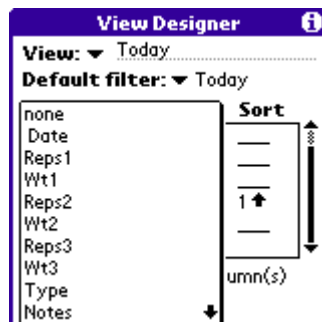 View Designer
View: Today
Default filter: Today
none
Date
Reps1
Wt1
Reps2
Wt2
Reps3
Wt3
Type
Notes
Sort
1
umn(s)